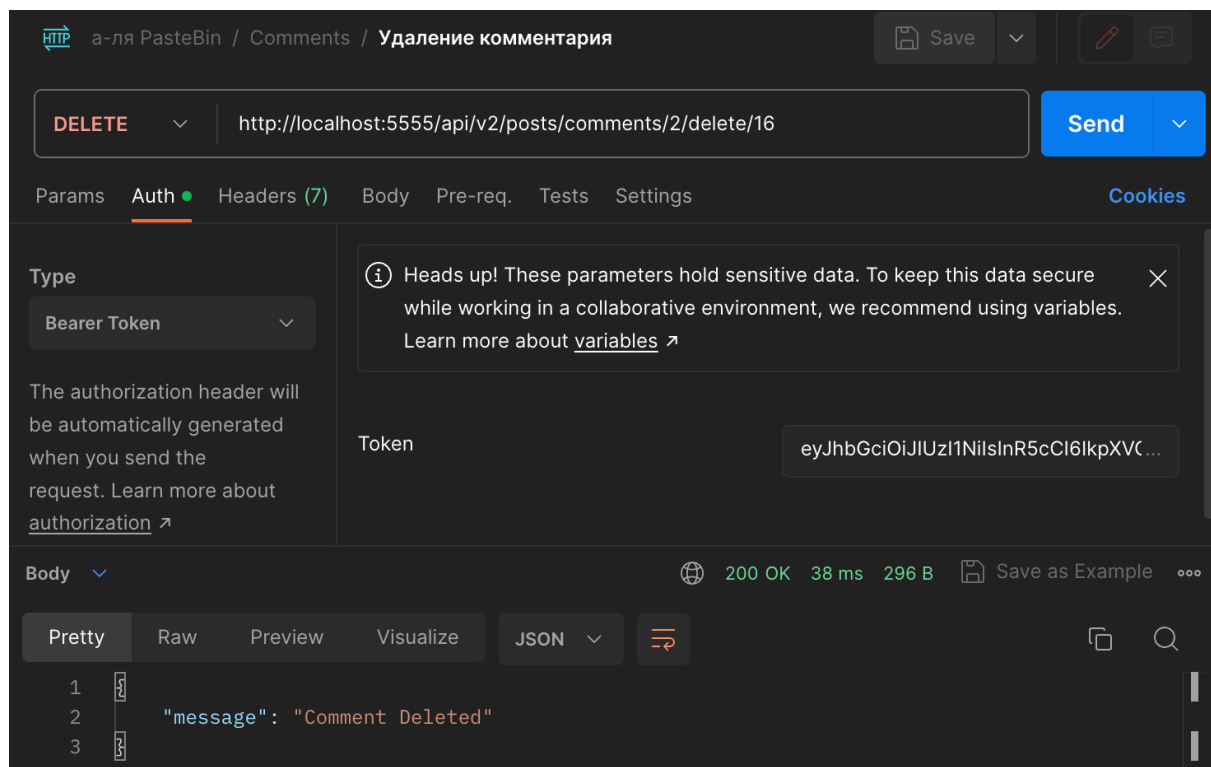 HTTP а-ля PasteBin / Comments / Удаление комментария Save
DELETE http://localhost:5555/api/v2/posts/comments/2/delete/16 Send
Params Auth Headers (7) Body Pre-req. Tests Settings Cookies
Type
Bearer Token
The authorization header will
be automatically generated
when you send the
request. Learn more about
authorization ↗
Heads up! These parameters hold sensitive data. To keep this data secure
while working in a collaborative environment, we recommend using variables.
Learn more about variables ↗
Token eyJhbGciOiJIUzI1NiIsInR5cCI6IkpXVC...
Body 200 OK 38 ms 296 B Save as Example
Pretty Raw Preview Visualize JSON
1 {
2 "message": "Comment Deleted"
3 }